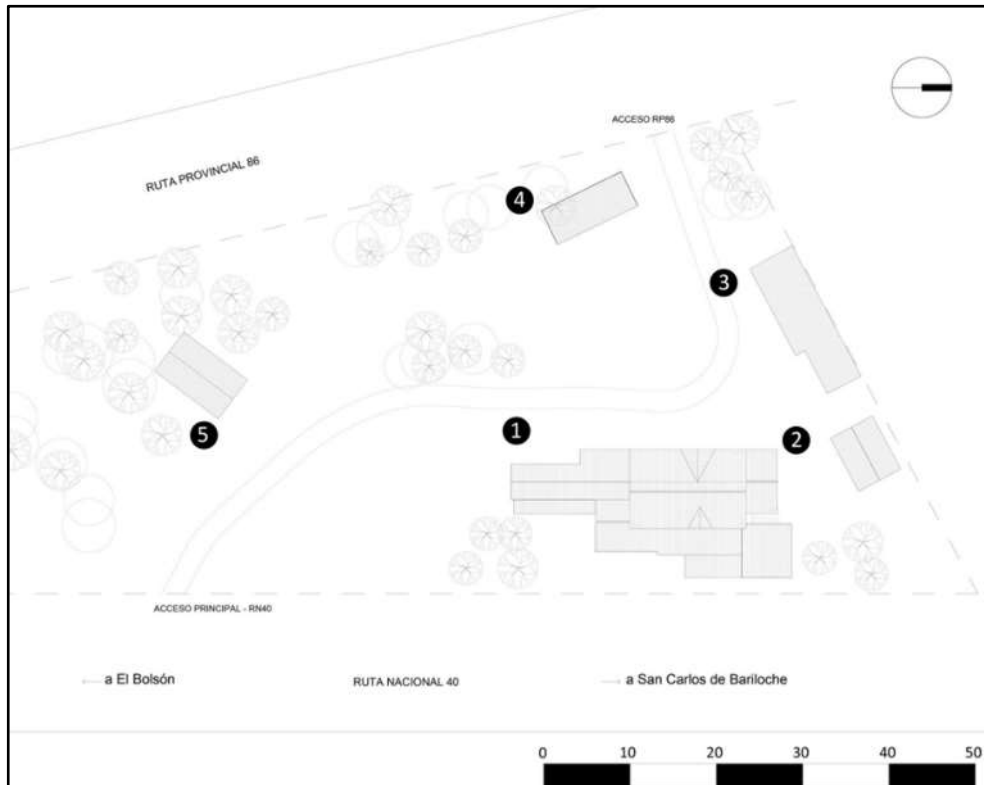 ACCESO RP86
RUTA PROVINCIAL 86
4
3
1
2
5
ACCESO PRINCIPAL - RN40
a El Bolsón
RUTA NACIONAL 40
a San Carlos de Bariloche
0 10 20 30 40 50